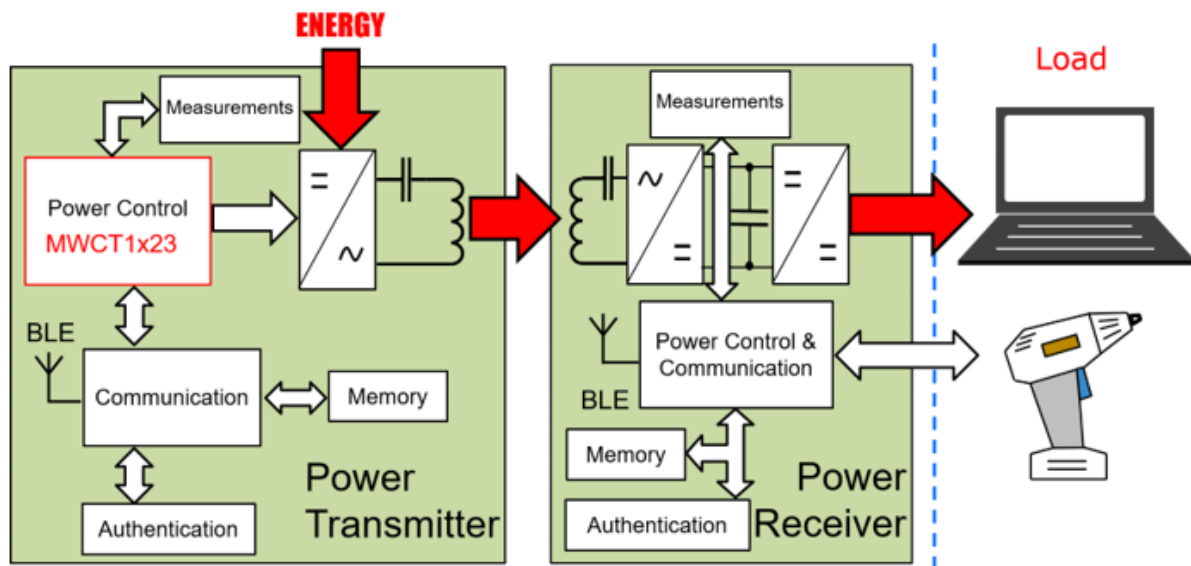 ENERGY
Load
Measurements
Power Control
MWCT1x23
BLE
Communication
Memory
Authentication
Power
Transmitter
Measurements
Power Control &
Communication
BLE
Memory
Authentication
Power
Receiver